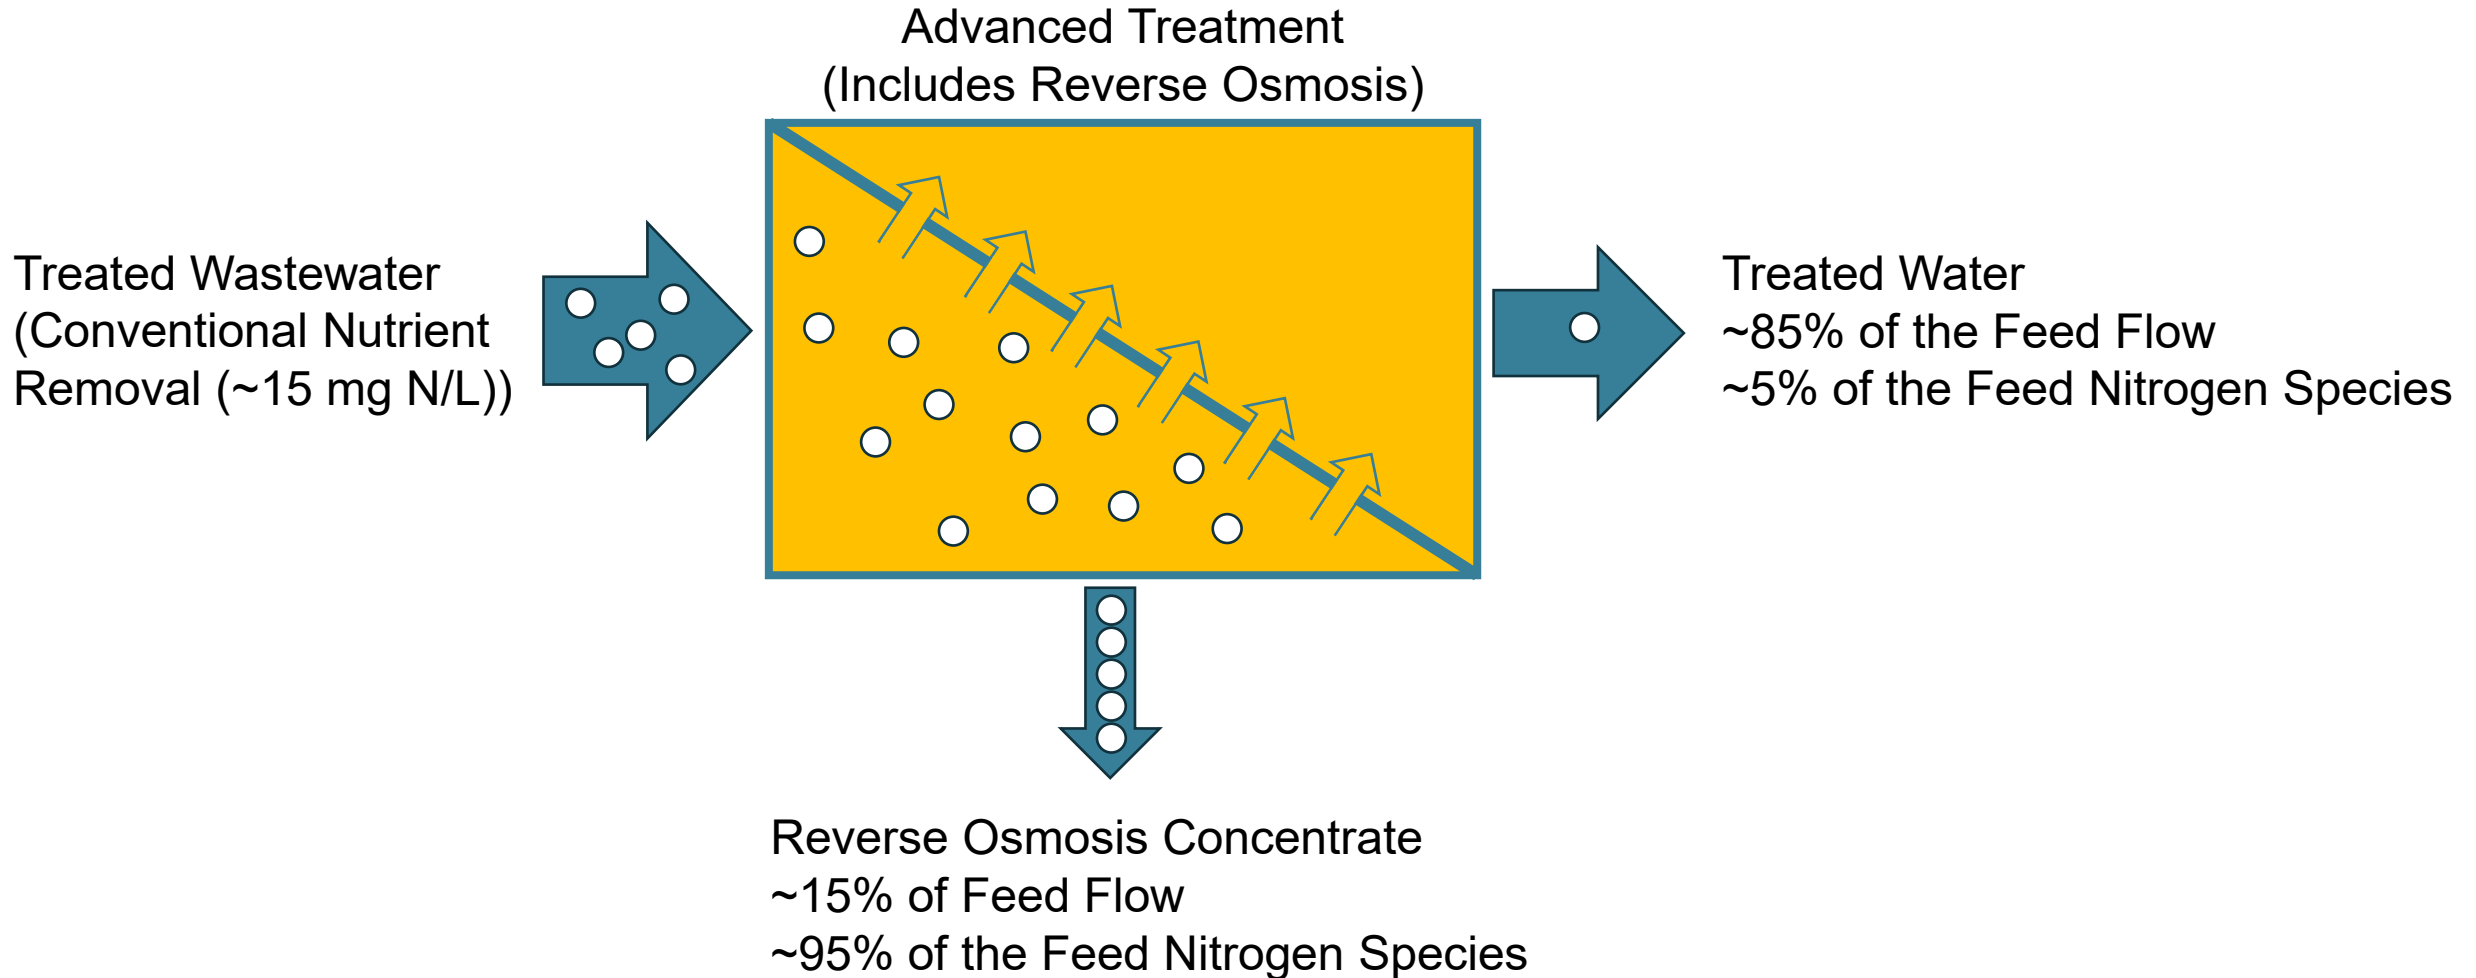 Advanced Treatment
(Includes Reverse Osmosis)
Treated Wastewater
(Conventional Nutrient
Removal (~15 mg N/L))
Treated Water
~85% of the Feed Flow
~5% of the Feed Nitrogen Species
Reverse Osmosis Concentrate
~15% of Feed Flow
~95% of the Feed Nitrogen Species